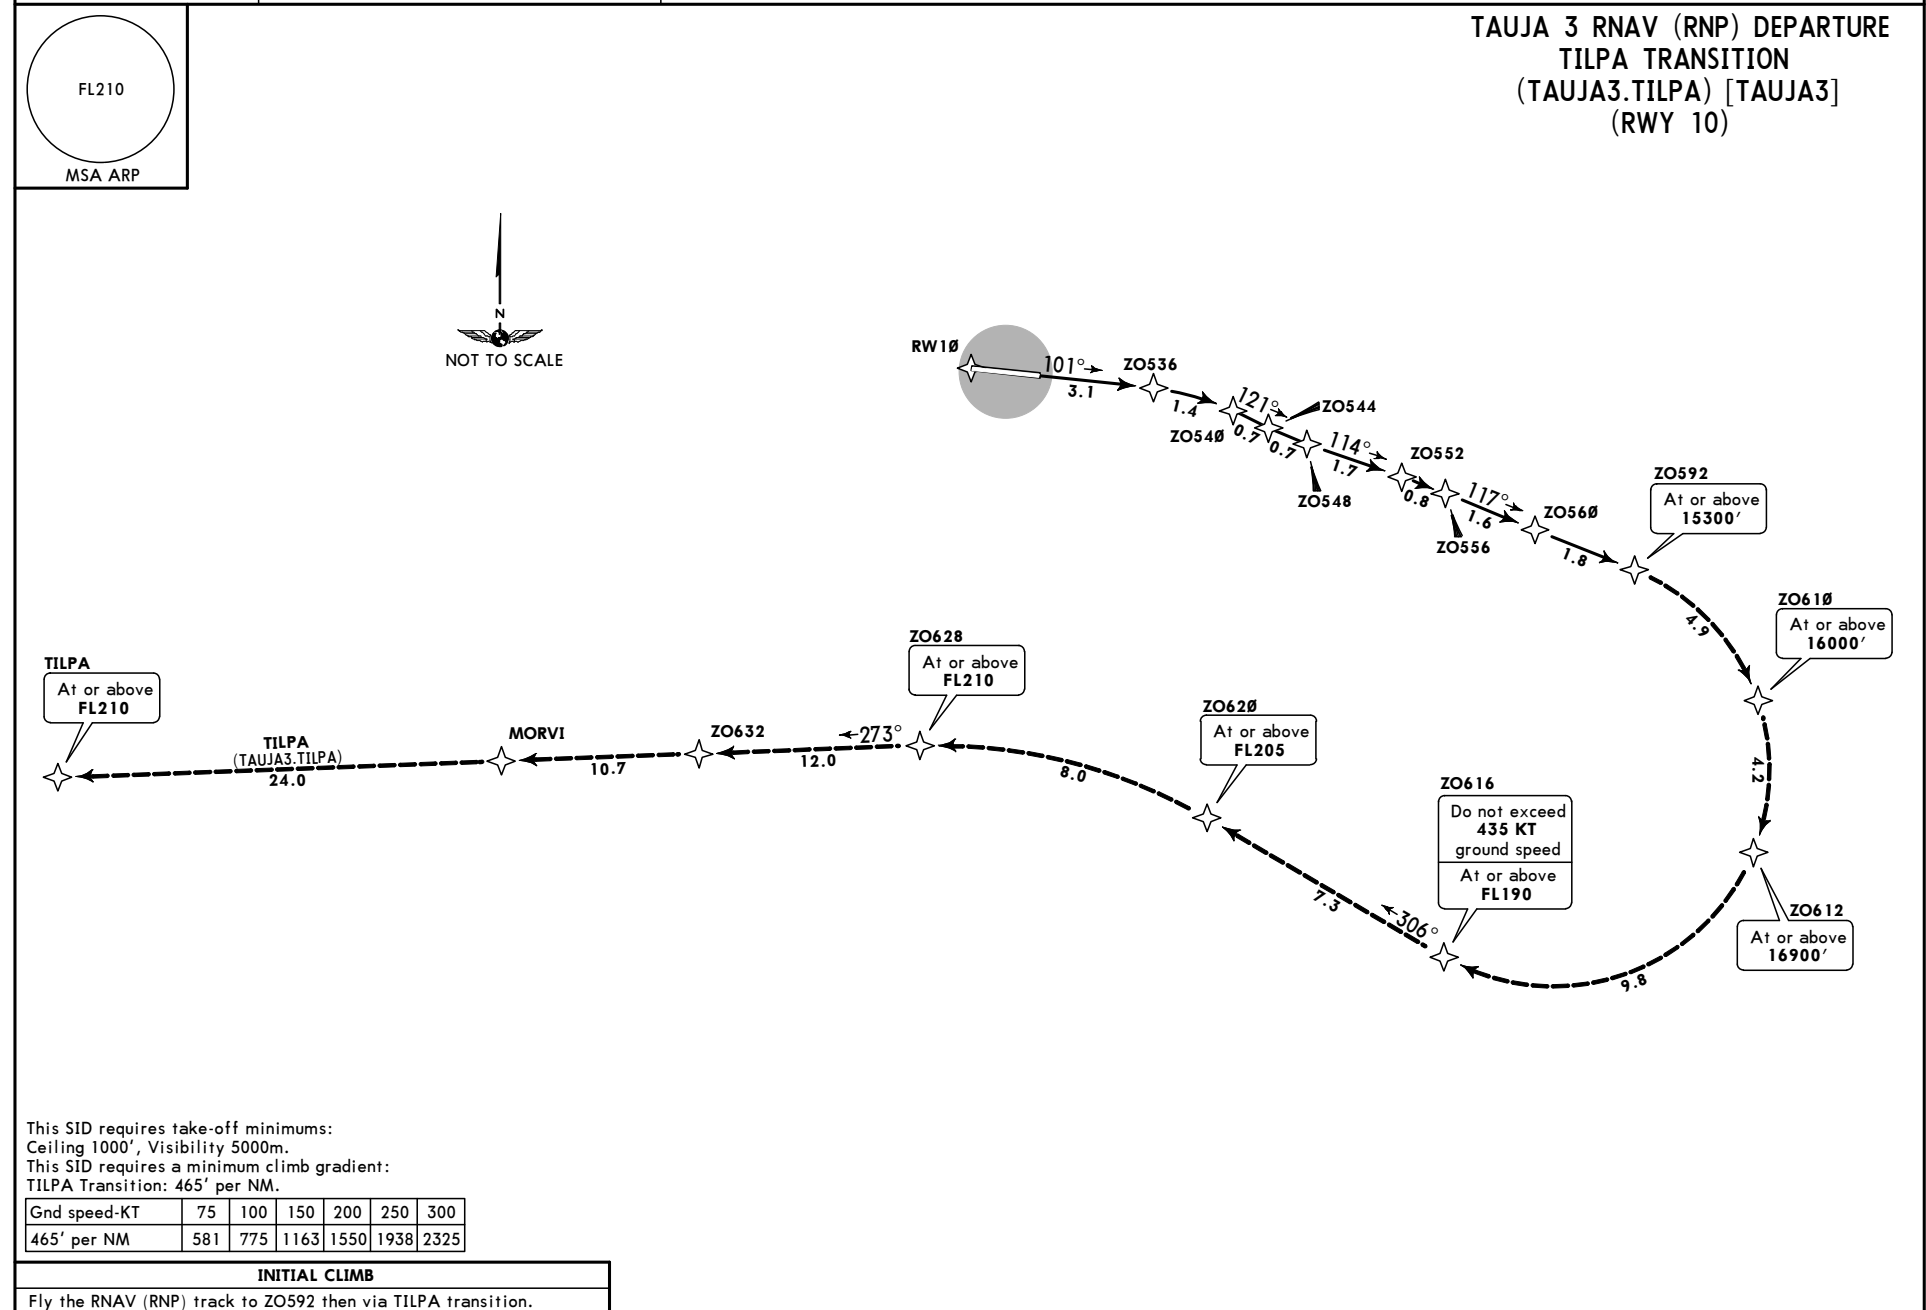 TAUJA 3 RNAV (RNP) DEPARTURE
TILPA TRANSITION
(TAUJA3.TILPA) [TAUJA3]
(RWY 10)
FL210
MSA ARP
N
NOT TO SCALE
RW1Ø
101°
3.1
ZO536
1.4
ZO54Ø
121°
0.7
ZO544
0.7
ZO548
114°
1.7
ZO552
0.8
ZO556
117°
1.6
ZO56Ø
1.8
ZO592
At or above
15300'
4.9
ZO61Ø
At or above
16000'
4.2
ZO612
At or above
16900'
9.8
ZO616
Do not exceed
435 KT
ground speed
At or above
FL190
306°
7.3
ZO62Ø
At or above
FL205
8.0
ZO628
At or above
FL210
273°
12.0
ZO632
10.7
MORVI
TILPA
(TAUJA3.TILPA)
24.0
TILPA
At or above
FL210
This SID requires take-off minimums:
Ceiling 1000', Visibility 5000m.
This SID requires a minimum climb gradient:
TILPA Transition: 465' per NM.
Gnd speed-KT 75 100 150 200 250 300
465' per NM 581 775 1163 1550 1938 2325
INITIAL CLIMB
Fly the RNAV (RNP) track to ZO592 then via TILPA transition.